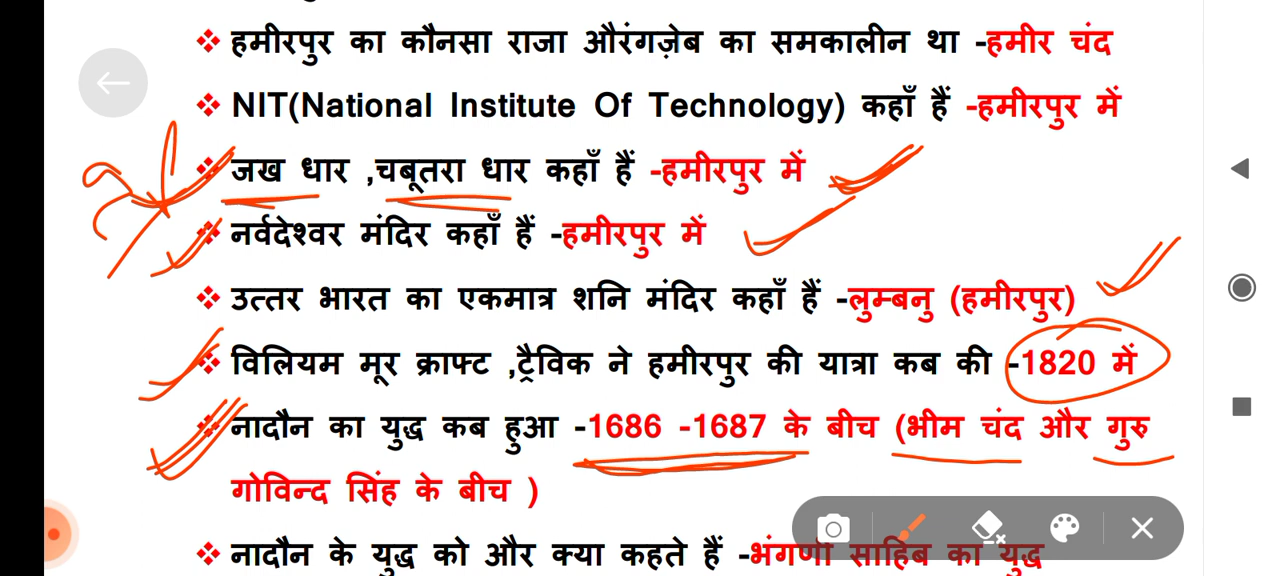 ❖ हमीरपुर का कौनसा राजा औरंगज़ेब का समकालीन था -हमीर चंद
❖ NIT(National Institute Of Technology) कहाँ हैं -हमीरपुर में
❖ जख धार ,चबूतरा धार कहाँ हैं -हमीरपुर में
❖ नर्वदेश्वर मंदिर कहाँ हैं -हमीरपुर में
❖ उत्तर भारत का एकमात्र शनि मंदिर कहाँ हैं -लुम्बनु (हमीरपुर)
❖ विलियम मूर क्राफ्ट ,ट्रैविक ने हमीरपुर की यात्रा कब की -1820 में
❖ नादौन का युद्ध कब हुआ -1686 -1687 के बीच (भीम चंद और गुरु
गोविन्द सिंह के बीच )
❖ नादौन के युद्ध को और क्या कहते हैं -भंगणी साहिब का युद्ध